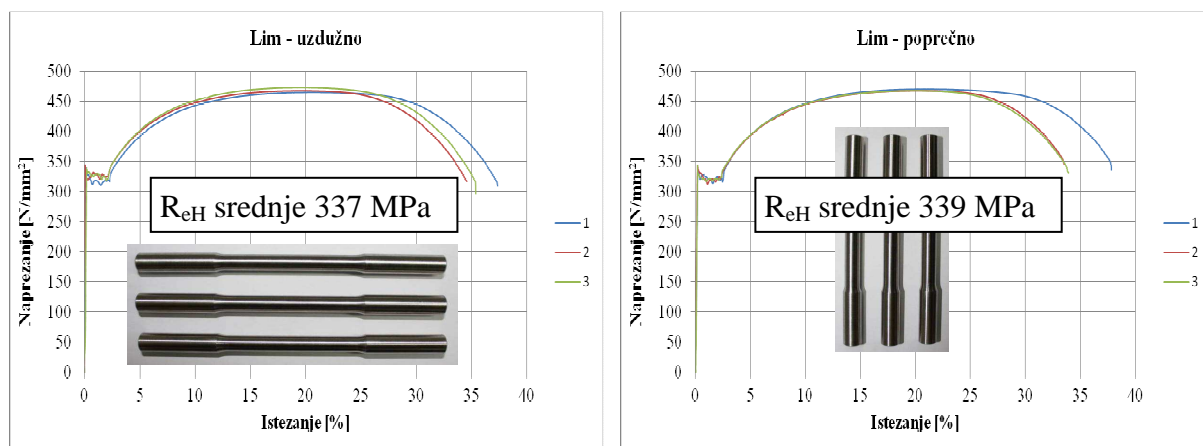 Lim - uzdužno
Naprezanje [N/mm²]
500
450
400
350
300
250
200
150
100
50
0
R_eH srednje 337 MPa
0 5 10 15 20 25 30 35 40
Istezanje [%]
1
2
3
Lim - poprečno
Naprezanje [N/mm²]
500
450
400
350
300
250
200
150
100
50
0
R_eH srednje 339 MPa
0 5 10 15 20 25 30 35 40
Istezanje [%]
1
2
3